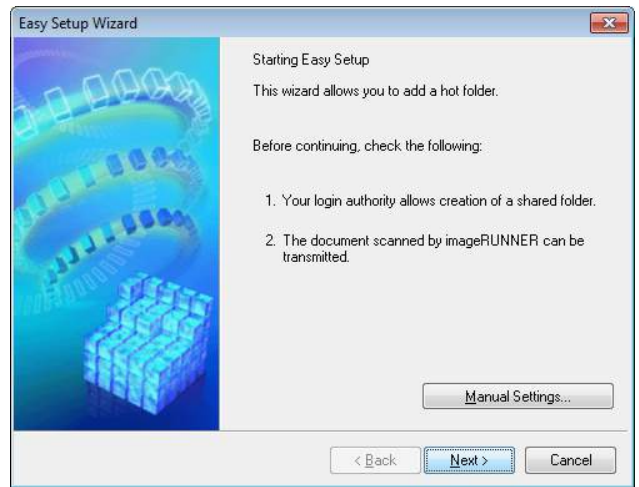 Easy Setup Wizard
Starting Easy Setup
This wizard allows you to add a hot folder.
Before continuing, check the following:
1. Your login authority allows creation of a shared folder.
2. The document scanned by imageRUNNER can be
transmitted.
Manual Settings...
< Back
Next >
Cancel